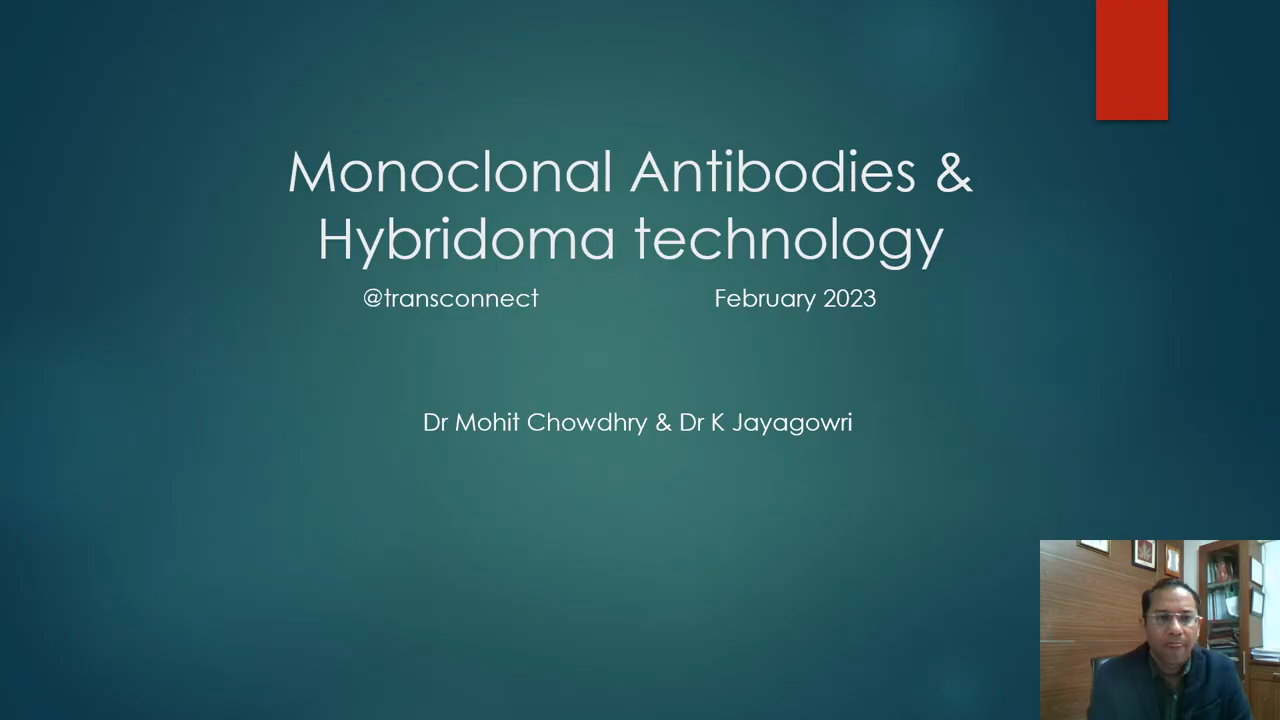 Monoclonal Antibodies &
Hybridoma technology
@transconnect February 2023
Dr Mohit Chowdhry & Dr K Jayagowri